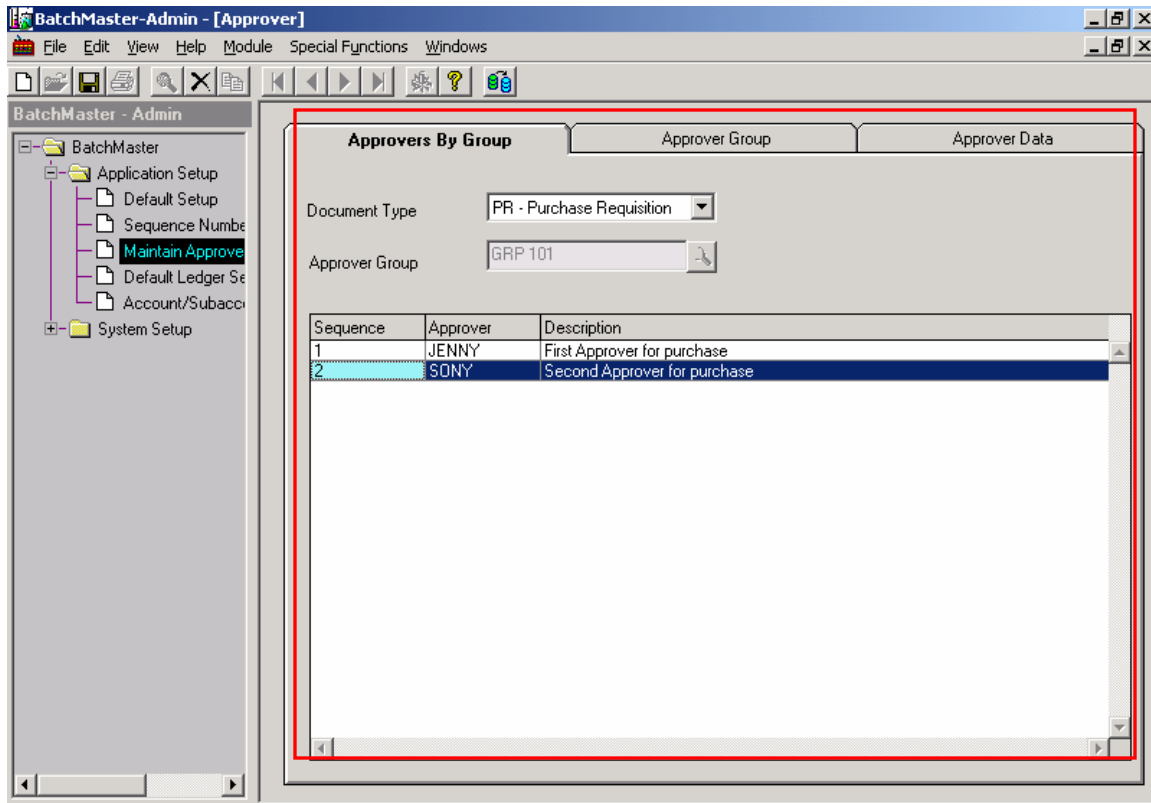 BatchMaster-Admin - [Approver]
File Edit View Help Module Special Functions Windows
BatchMaster - Admin
BatchMaster
Application Setup
Default Setup
Sequence Numbe
Maintain Approve
Default Ledger Se
Account/Subacco
System Setup
Approvers By Group Approver Group Approver Data
Document Type PR - Purchase Requisition
Approver Group GRP 101
Sequence Approver Description
1 JENNY First Approver for purchase
2 SONY Second Approver for purchase